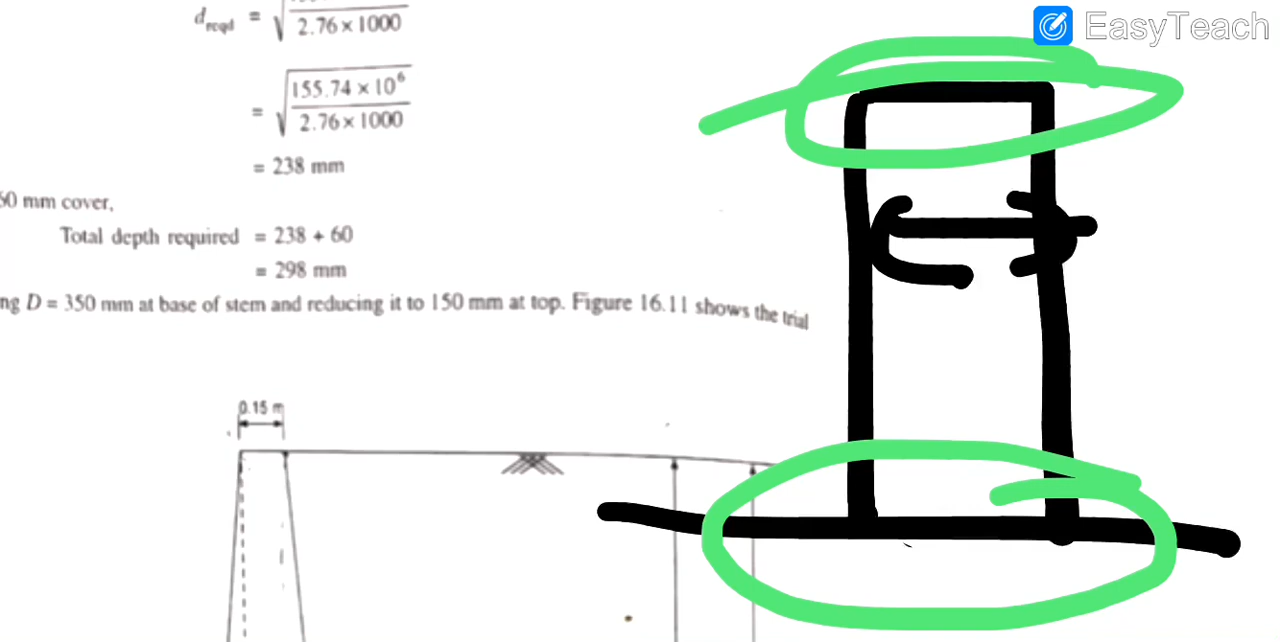 d_reqd = √ 2.76 × 1000
= √ 155.74 × 10⁶
2.76 × 1000
= 238 mm
60 mm cover,
Total depth required = 238 + 60
= 298 mm
ng D = 350 mm at base of stem and reducing it to 150 mm at top. Figure 16.11 shows the trial
0.15 m
EasyTeach